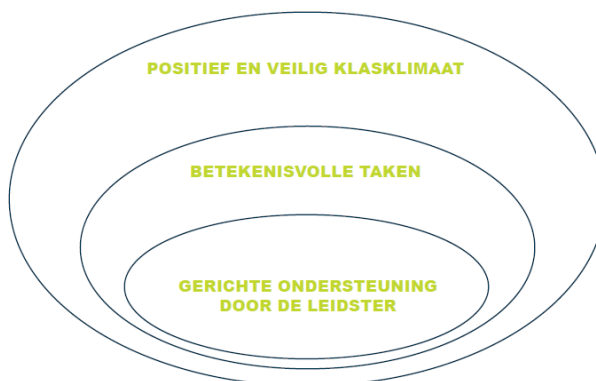 POSITIEF EN VEILIG KLASKLIMAAT
BETEKENISVOLLE TAKEN
GERICHTE ONDERSTEUNING
DOOR DE LEIDSTER